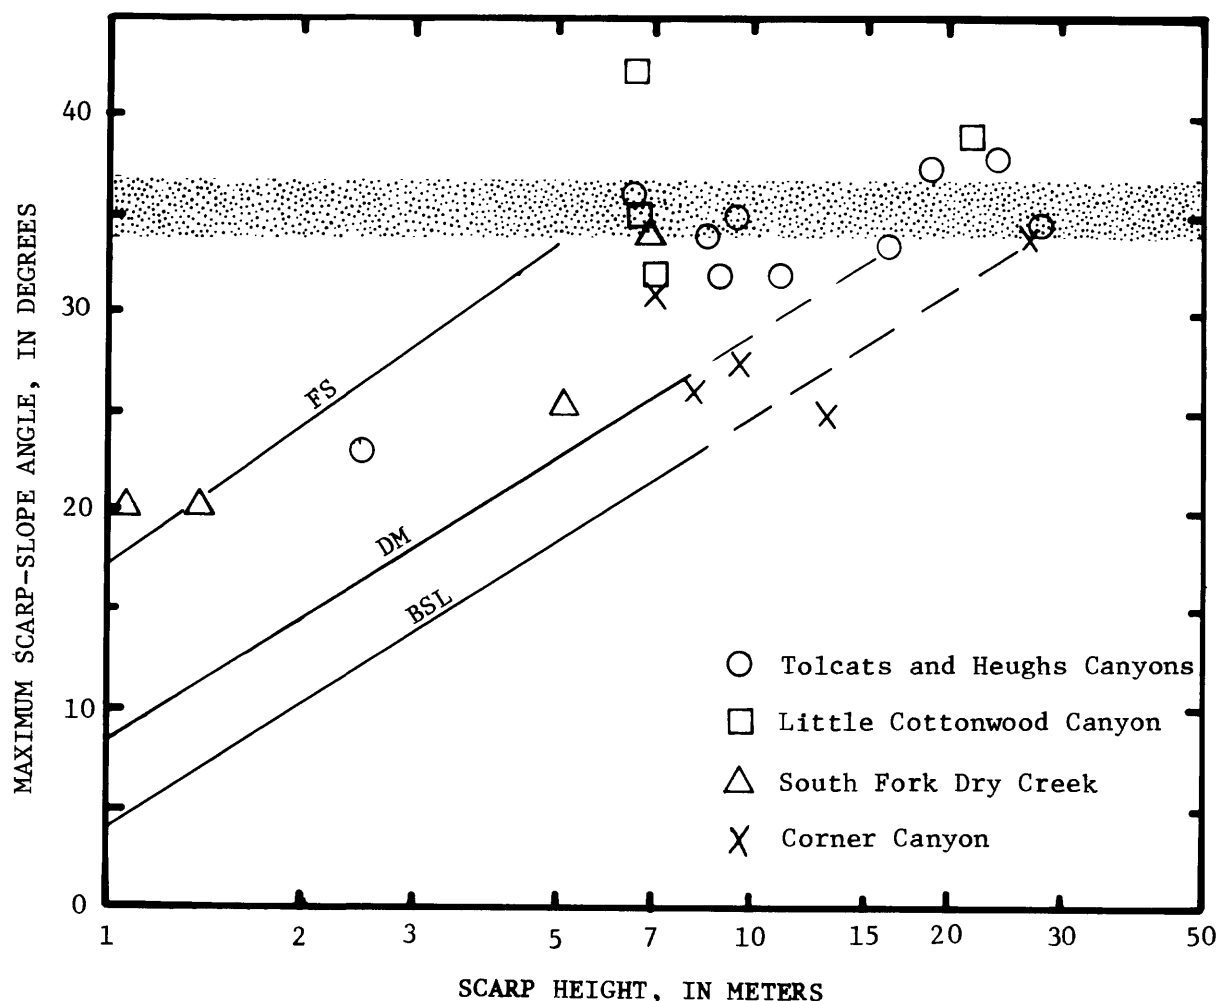 MAXIMUM SCARP-SLOPE ANGLE, IN DEGREES
40
30
20
10
0
FS
DM
BSL
Tolcats and Heughs Canyons
Little Cottonwood Canyon
South Fork Dry Creek
Corner Canyon
1 2 3 5 7 10 15 20 30 50
SCARP HEIGHT, IN METERS